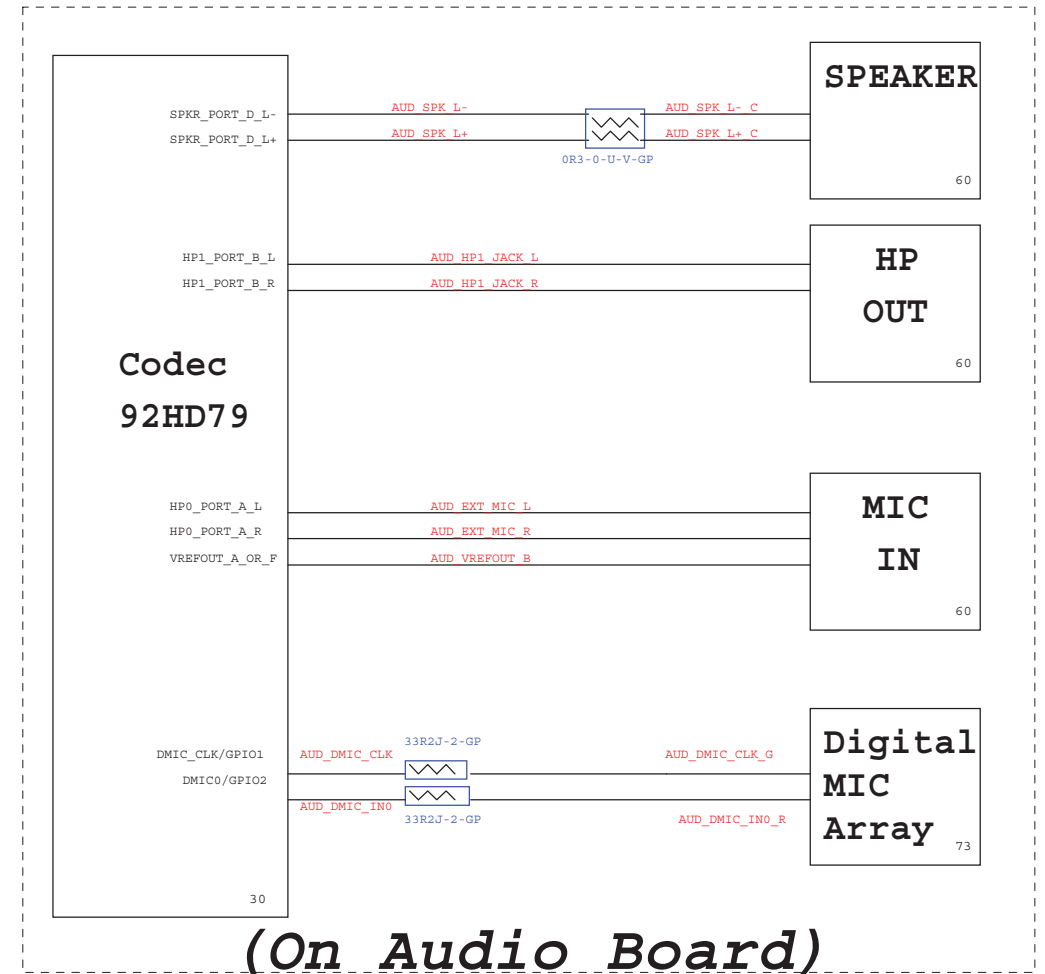 SPEAKER
SPKR_PORT_D_L-
AUD_SPK_L-
AUD_SPK_L-_C
SPKR_PORT_D_L+
AUD_SPK_L+
AUD_SPK_L+_C
0R3-0-U-V-GP
60
HP1_PORT_B_L
AUD_HP1_JACK_L
HP
HP1_PORT_B_R
AUD_HP1_JACK_R
OUT
60
Codec
92HD79
HP0_PORT_A_L
AUD_EXT_MIC_L
MIC
HP0_PORT_A_R
AUD_EXT_MIC_R
VREFOUT_A_OR_F
AUD_VREFOUT_B
IN
60
33R2J-2-GP
DMIC_CLK/GPIO1
AUD_DMIC_CLK
AUD_DMIC_CLK_G
Digital
DMIC0/GPIO2
MIC
AUD_DMIC_IN0
33R2J-2-GP
AUD_DMIC_IN0_R
Array
73
30
(On Audio Board)